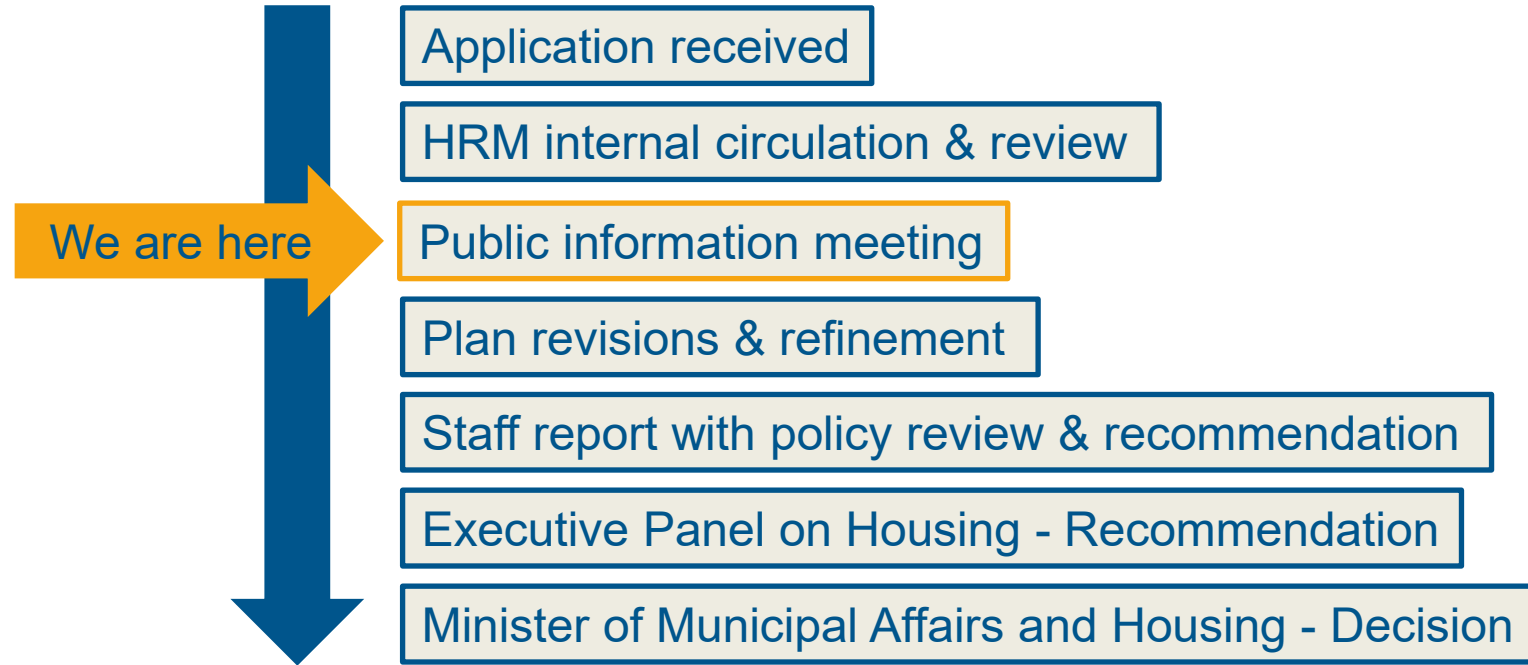 Application received
HRM internal circulation & review
We are here
Public information meeting
Plan revisions & refinement
Staff report with policy review & recommendation
Executive Panel on Housing - Recommendation
Minister of Municipal Affairs and Housing - Decision